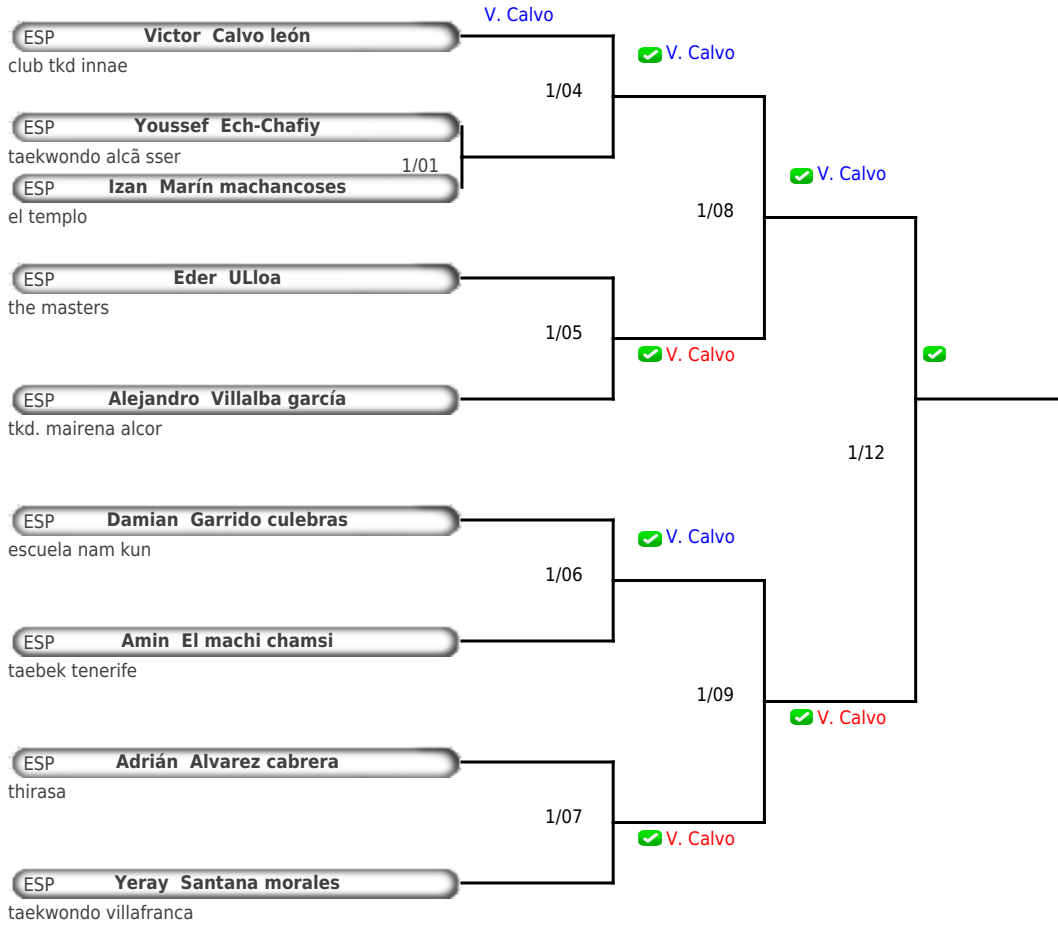 V. Calvo
ESP Victor Calvo león
club tkd innae
V. Calvo
1/04
ESP Youssef Ech-Chafiy
taekwondo alcã sser
1/01
ESP Izan Marín machancoses
el templo
V. Calvo
1/08
ESP Eder ULloa
the masters
1/05
V. Calvo
ESP Alejandro Villalba garcía
tkd. mairena alcor
1/12
ESP Damian Garrido culebras
escuela nam kun
V. Calvo
1/06
ESP Amin El machi chamsi
taebek tenerife
1/09
V. Calvo
ESP Adrián Alvarez cabrera
thirasa
1/07
V. Calvo
ESP Yeray Santana morales
taekwondo villafranca